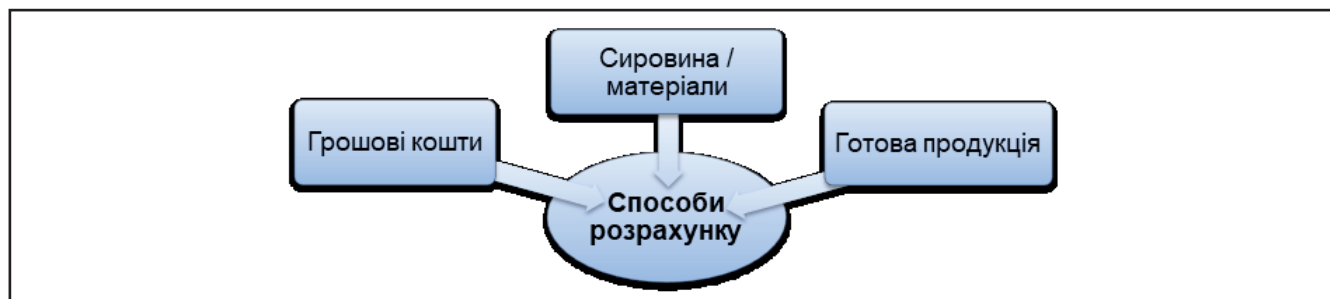 Сировина /
матеріали
Грошові кошти
Готова продукція
Способи
розрахунку